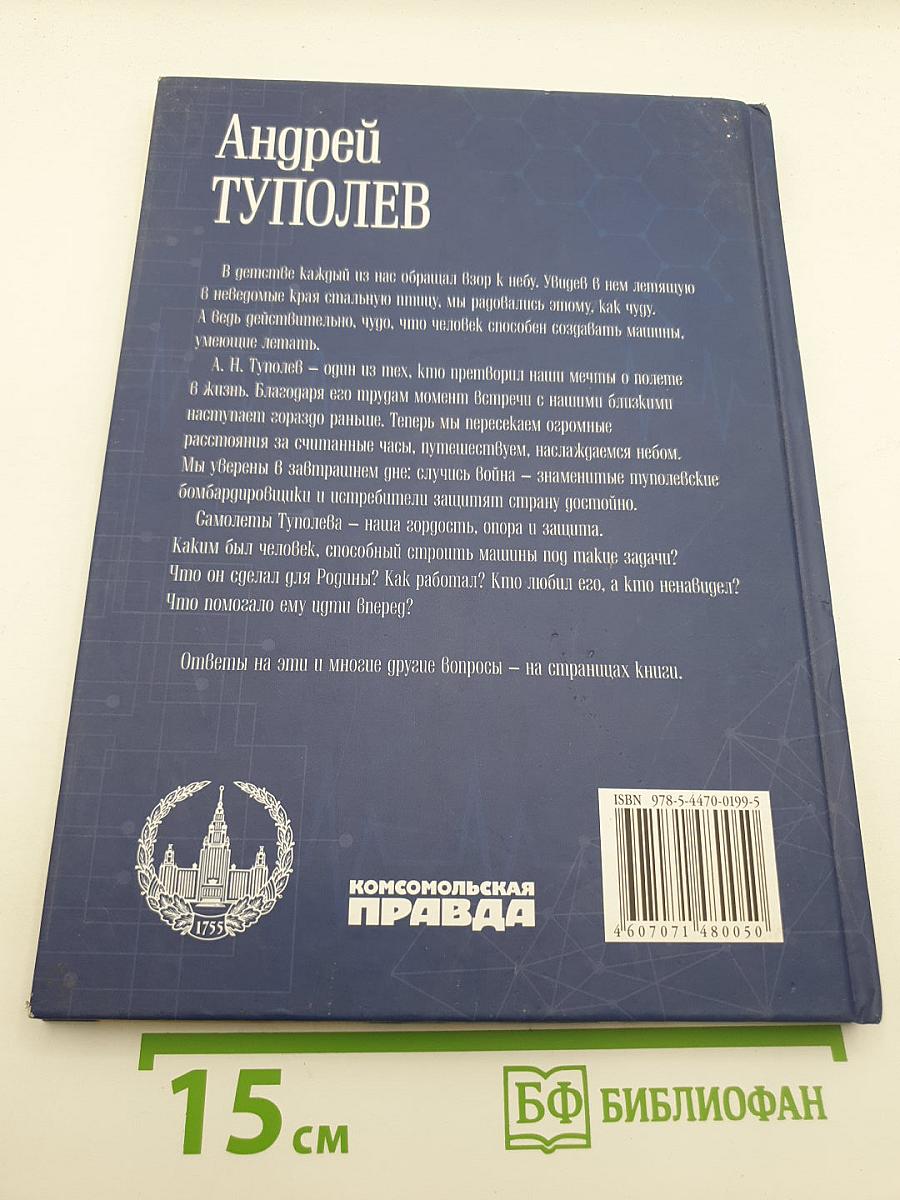 Андрей
ТУПОЛЕВ
В детстве каждый из нас обращал взор к небу. Увидев в нем летящую
в неведомые края стальную птицу, мы радовались этому, как чуду.
А ведь действительно, чудо, что человек способен создавать машины,
умеющие летать.
А. Н. Туполев – один из тех, кто претворил наши мечты о полете
в жизнь. Благодаря его трудам момент встречи с нашими близкими
наступает гораздо раньше. Теперь мы пересекаем огромные
расстояния за считанные часы, путешествуем, наслаждаемся небом.
Мы уверены в завтрашнем дне: случись война – знаменитые туполевские
бомбардировщики и истребители защитят страну достойно.
Самолеты Туполева – наша гордость, опора и защита.
Каким был человек, способный строить машины под такие задачи?
Что он сделал для Родины? Как работал? Кто любил его, а кто ненавидел?
Что помогало ему идти вперед?
Ответы на эти и многие другие вопросы – на страницах книги.
1755
КОМСОМОЛЬСКАЯ
ПРАВДА
ISBN 978-5-4470-0199-5
4 607071 480050
15 см
БФ БИБЛИОФАН